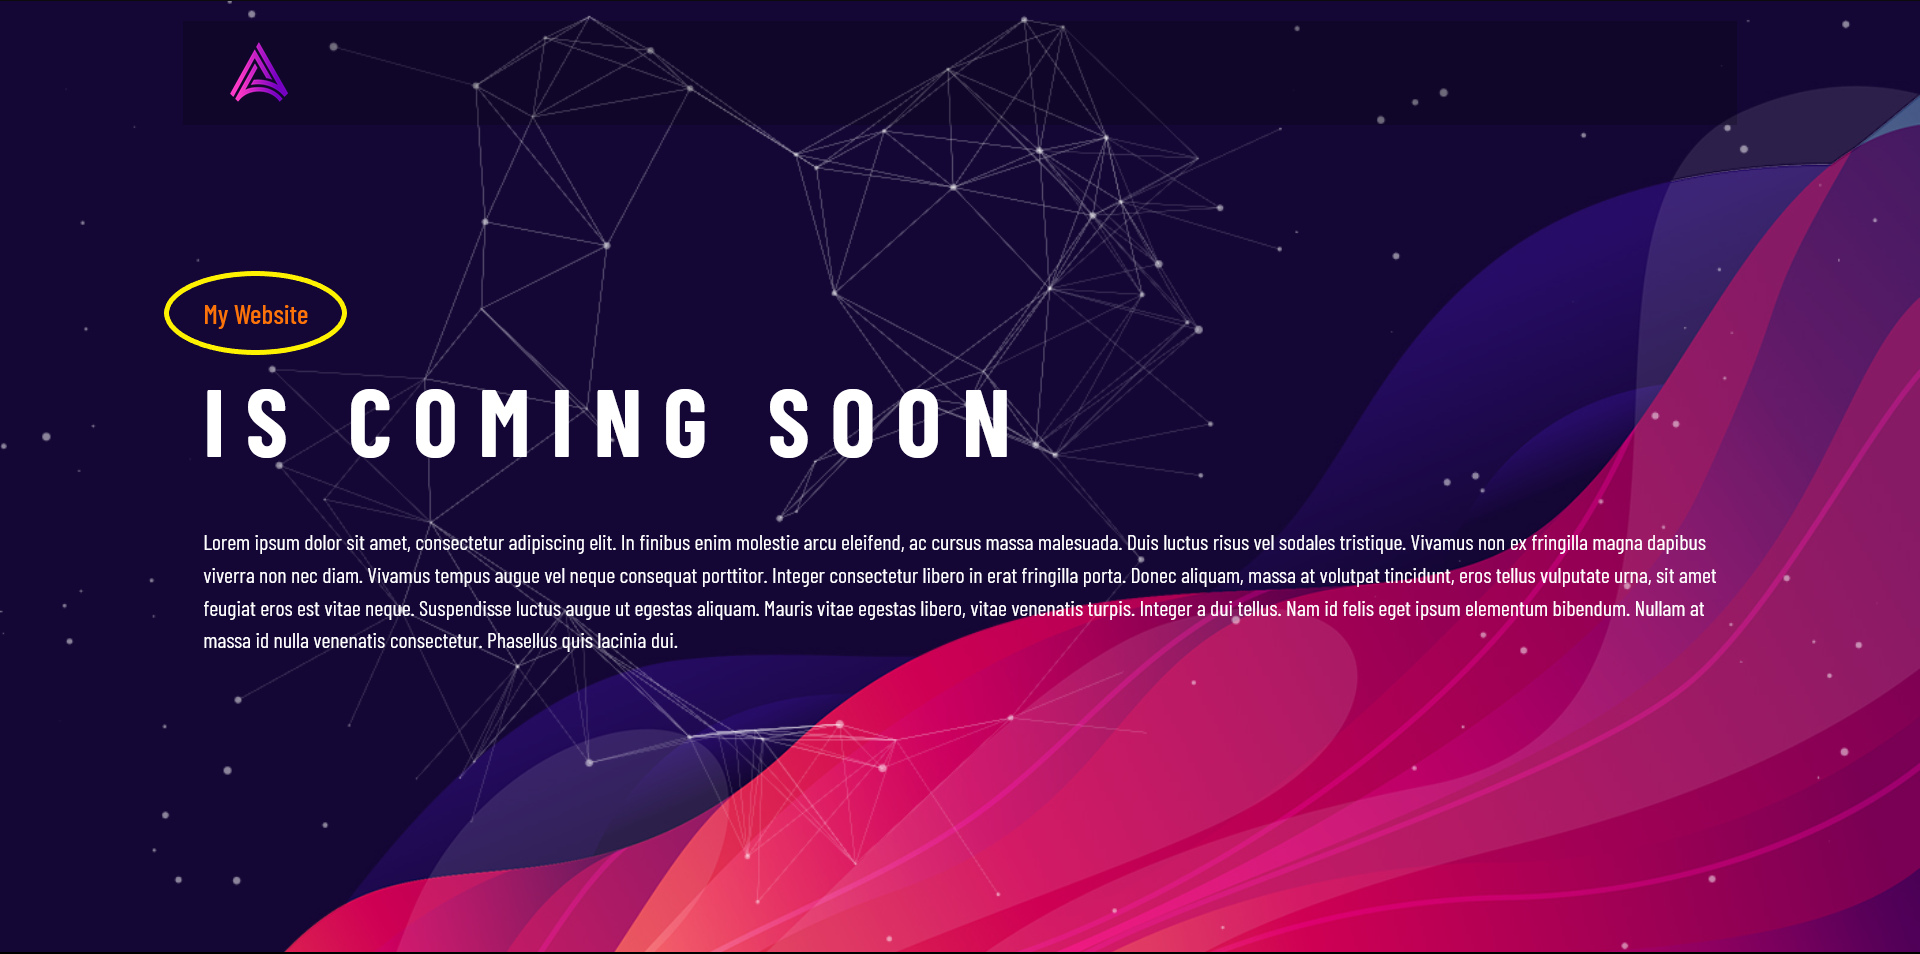 My Website
IS COMING SOON
Lorem ipsum dolor sit amet, consectetur adipiscing elit. In finibus enim molestie arcu eleifend, ac cursus massa malesuada. Duis luctus risus vel sodales tristique. Vivamus non ex fringilla magna dapibus
viverra non nec diam. Vivamus tempus augue vel neque consequat porttitor. Integer consectetur libero in erat fringilla porta. Donec aliquam, massa at volutpat tincidunt, eros tellus vulputate urna, sit amet
feugiat eros est vitae neque. Suspendisse luctus augue ut egestas aliquam. Mauris vitae egestas libero, vitae venenatis turpis. Integer a dui tellus. Nam id felis eget ipsum elementum bibendum. Nullam at
massa id nulla venenatis consectetur. Phasellus quis lacinia dui.